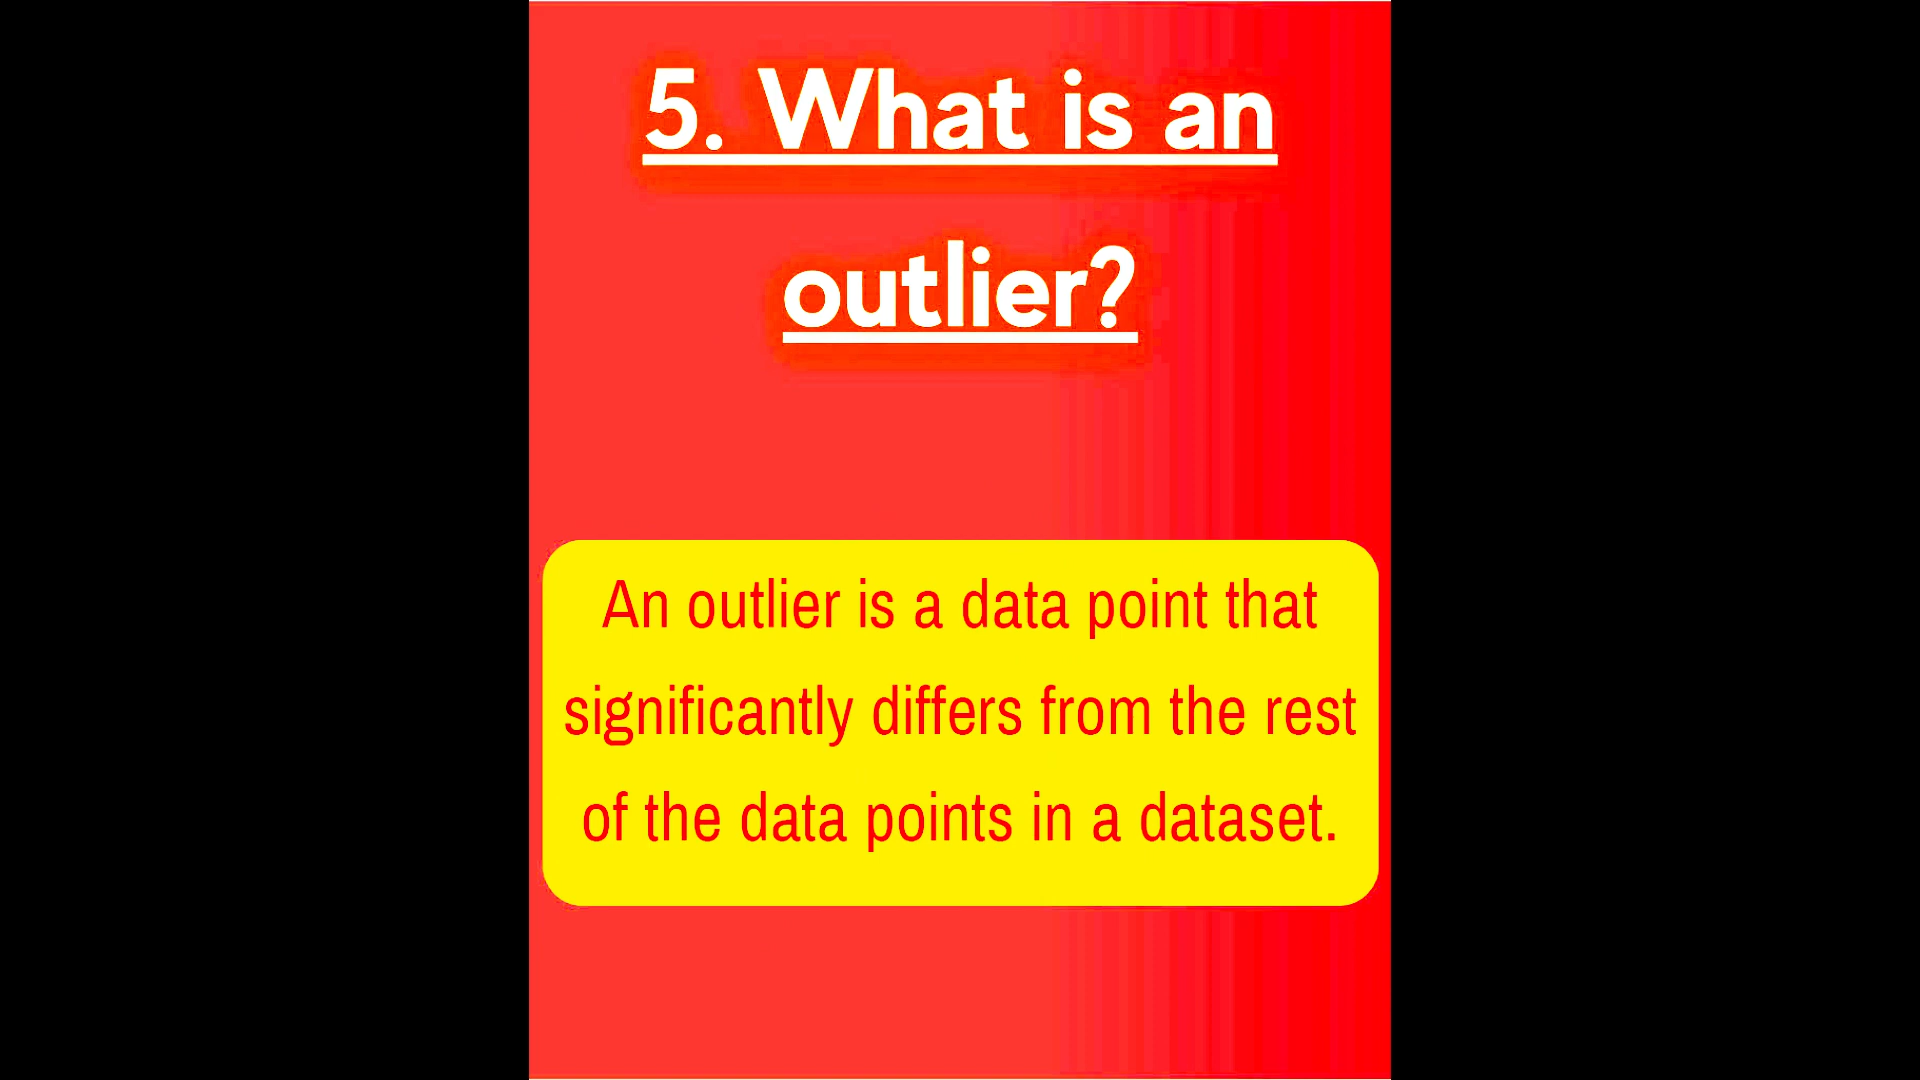 5. What is an
outlier?
An outlier is a data point that
significantly differs from the rest
of the data points in a dataset.